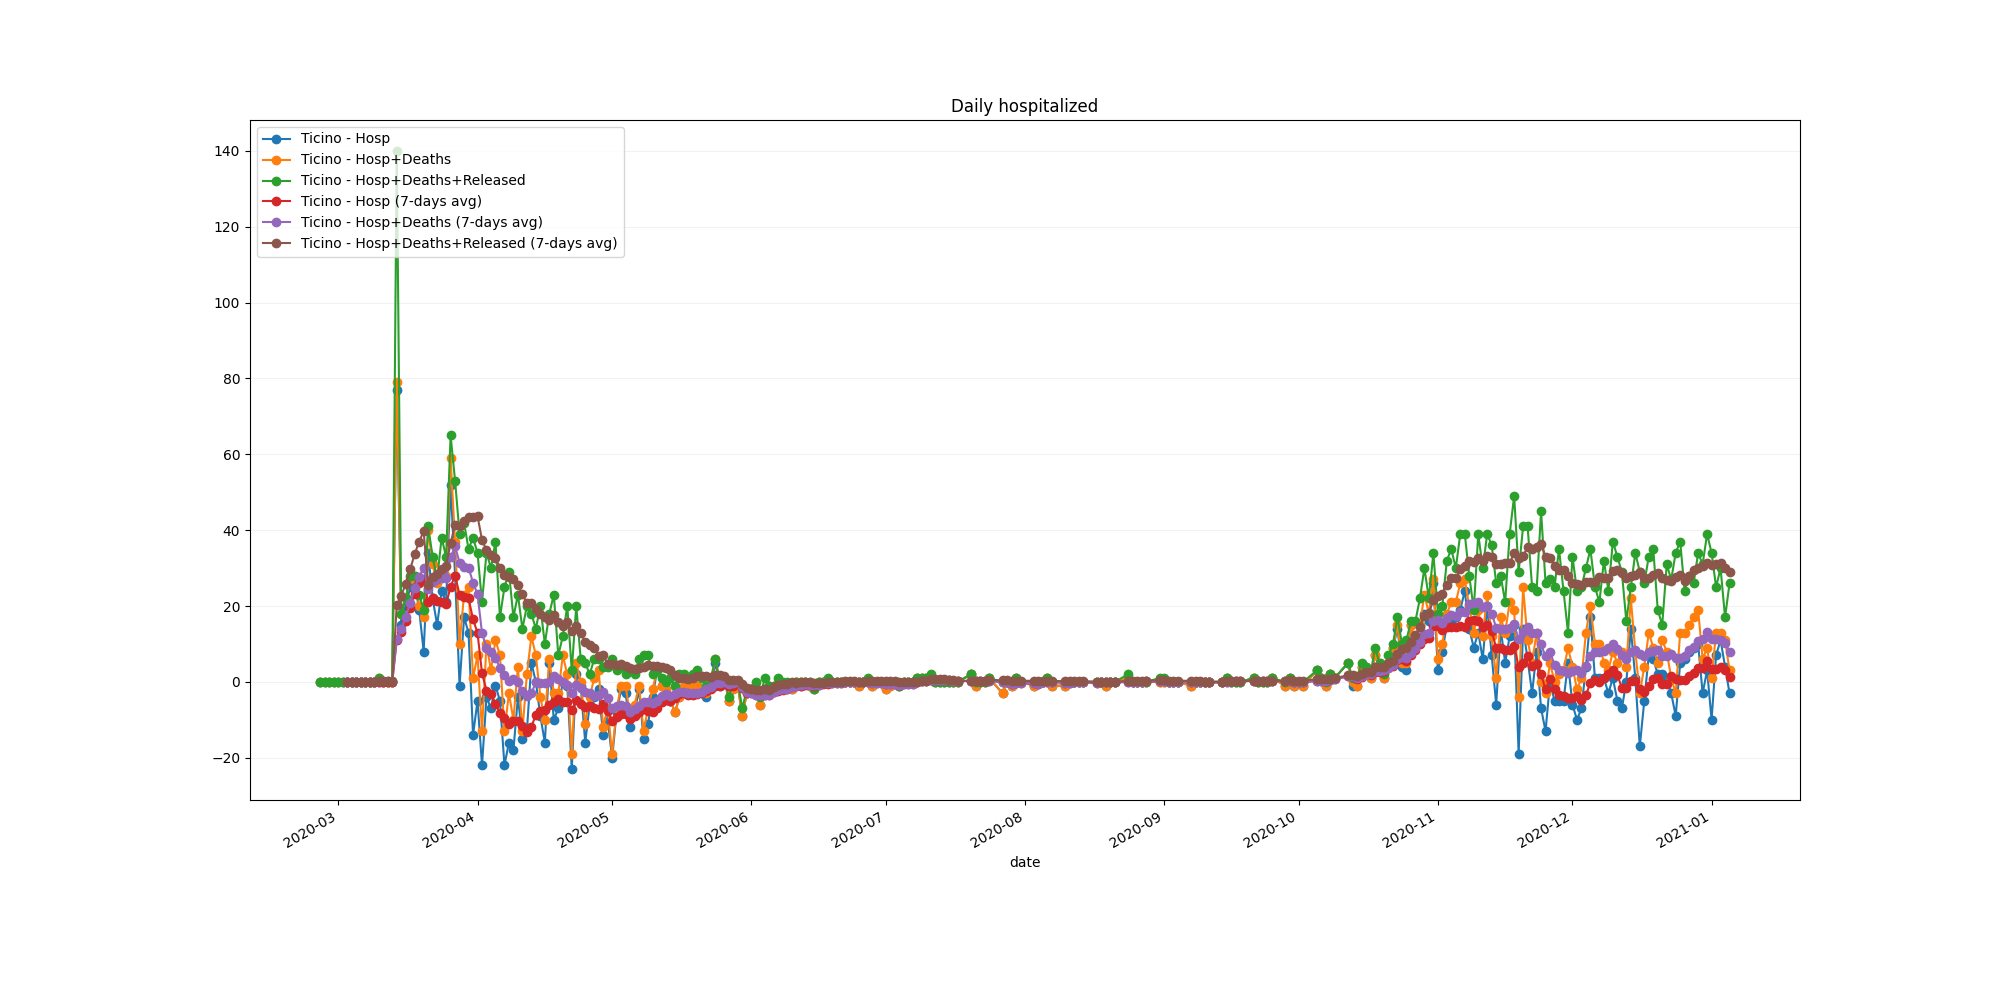 Daily hospitalized
Ticino - Hosp
Ticino - Hosp+Deaths
Ticino - Hosp+Deaths+Released
Ticino - Hosp (7-days avg)
Ticino - Hosp+Deaths (7-days avg)
Ticino - Hosp+Deaths+Released (7-days avg)
140
120
100
80
60
40
20
0
−20
2020-03
2020-04
2020-05
2020-06
2020-07
2020-08
2020-09
2020-10
2020-11
2020-12
2021-01
date